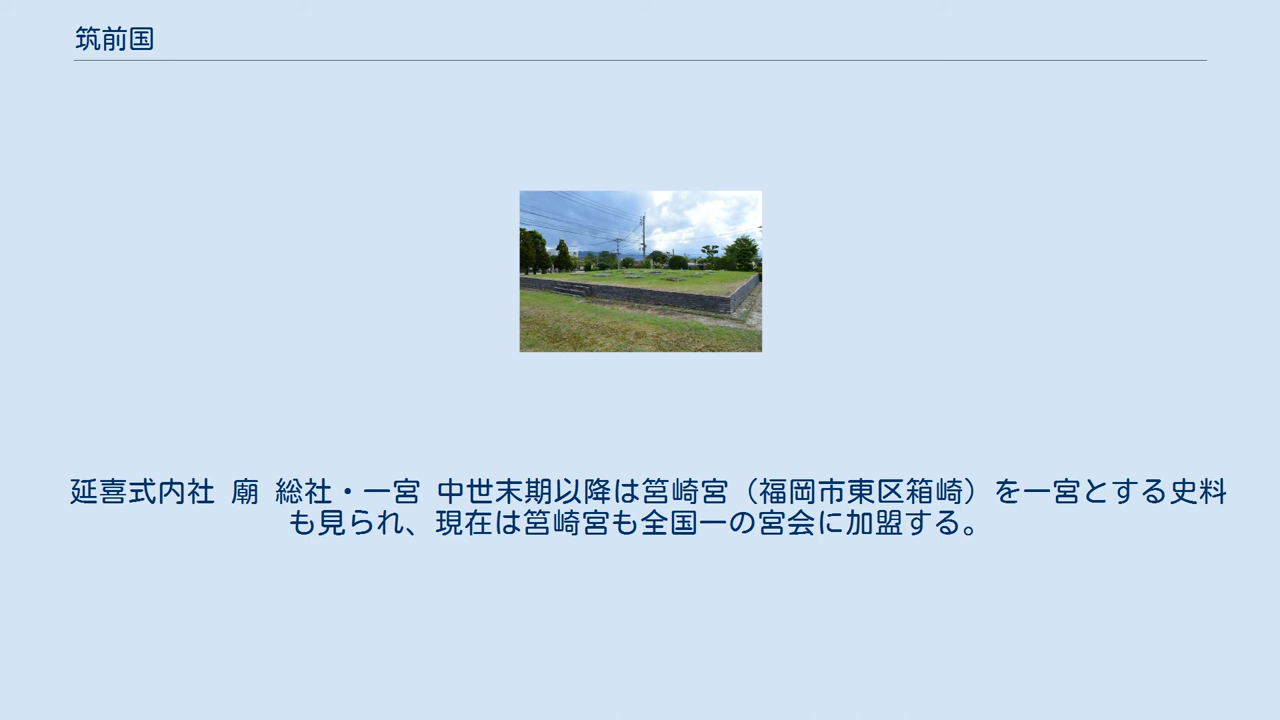 筑前国
延喜式内社 廟 総社・一宮 中世末期以降は筥崎宮（福岡市東区箱崎）を一宮とする史料
も見られ、現在は筥崎宮も全国一の宮会に加盟する。